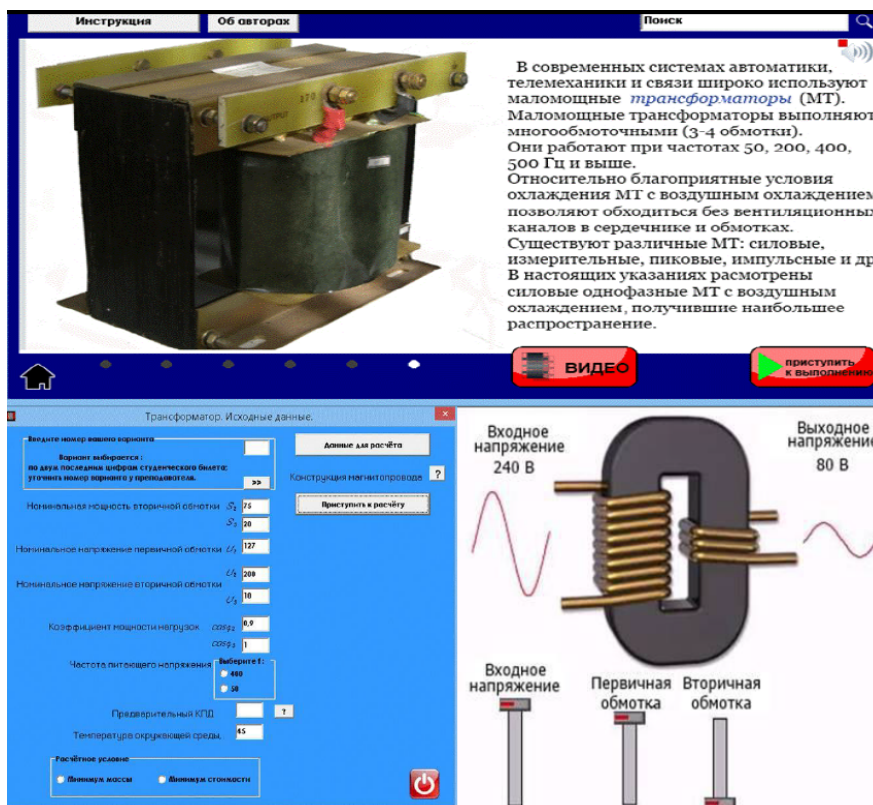 Инструкция
Об авторах
Поиск
В современных системах автоматики,
телемеханики и связи широко используют
маломощные трансформаторы (МТ).
Маломощные трансформаторы выполняют
многообмоточными (3-4 обмотки).
Они работают при частотах 50, 200, 400,
500 Гц и выше.
Относительно благоприятные условия
охлаждения МТ с воздушным охлаждением
позволяют обходиться без вентиляционных
каналов в сердечнике и обмотках.
Существуют различные МТ: силовые,
измерительные, пиковые, импульсные и др
В настоящих указаниях расмотрены
силовые однофазные МТ с воздушным
охлаждением, получившие наибольшее
распространение.
170
OUTPUT
ВИДЕО
приступить
к выполнению
Трансформатор. Исходные данные.
Введите номер вашего варианта
Вариант выбирается :
по двум последним цифрам студенческого билета;
уточнить номер варианта у преподавателя.
>>
Данные для расчёта
Конструкция магнитопровода ?
Приступить к расчёту
Номинальная мощность вторичной обмотки S₂ 75
S₃ 20
Номинальное напряжение первичной обмотки U₁ 127
U₂ 200
Номинальное напряжение вторичной обмотки
U₃ 10
Коэффициент мощности нагрузок cosφ₂ 0,9
cosφ₃ 1
Частота питающего напряжения
Выберите f :
400
50
Предварительный КПД ?
Температура окружающей среды, 45
Расчётное условие
Минимум массы
Минимум стоимости
Входное
напряжение
240 В
Выходное
напряжение
80 В
Входное
напряжение
Первичная
обмотка
Вторичная
обмотка